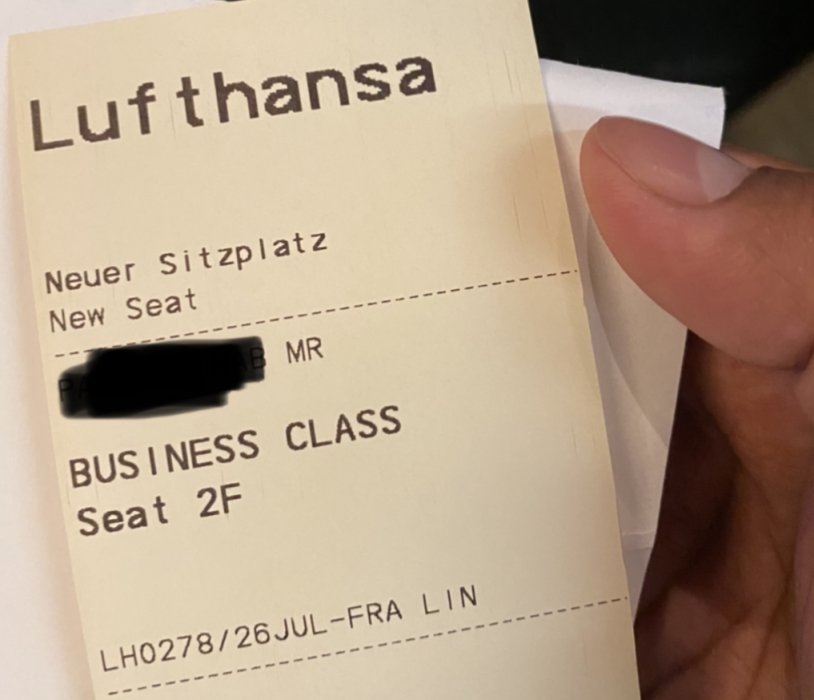 Lufthansa
Neuer Sitzplatz
New Seat
MR
BUSINESS CLASS
Seat 2F
LH0278/26JUL-FRA LIN